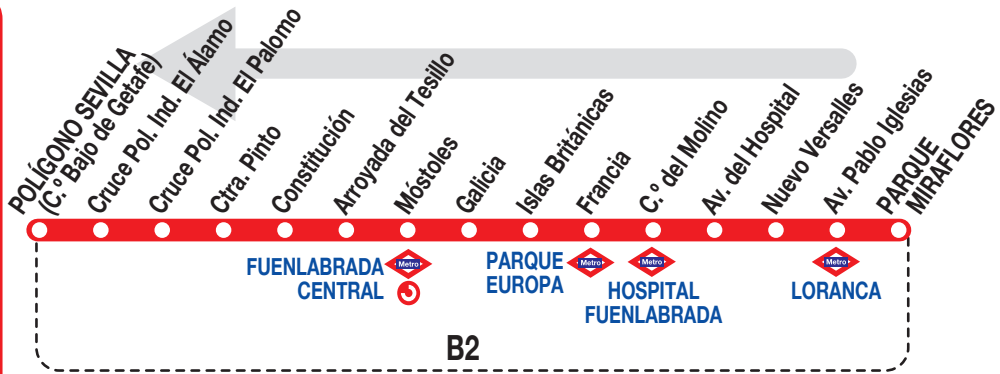 POLÍGONO SEVILLA
(C.º Bajo de Getafe)
Cruce Pol. Ind. El Álamo
Cruce Pol. Ind. El Palomo
Ctra. Pinto
Constitución
Arroyada del Tesillo
Móstoles
Galicia
Islas Británicas
Francia
C.º del Molino
Av. del Hospital
Nuevo Versalles
Av. Pablo Iglesias
PARQUE
MIRAFLORES
FUENLABRADA
CENTRAL
Metro
PARQUE
EUROPA
Metro
Metro
HOSPITAL
FUENLABRADA
Metro
LORANCA
B2